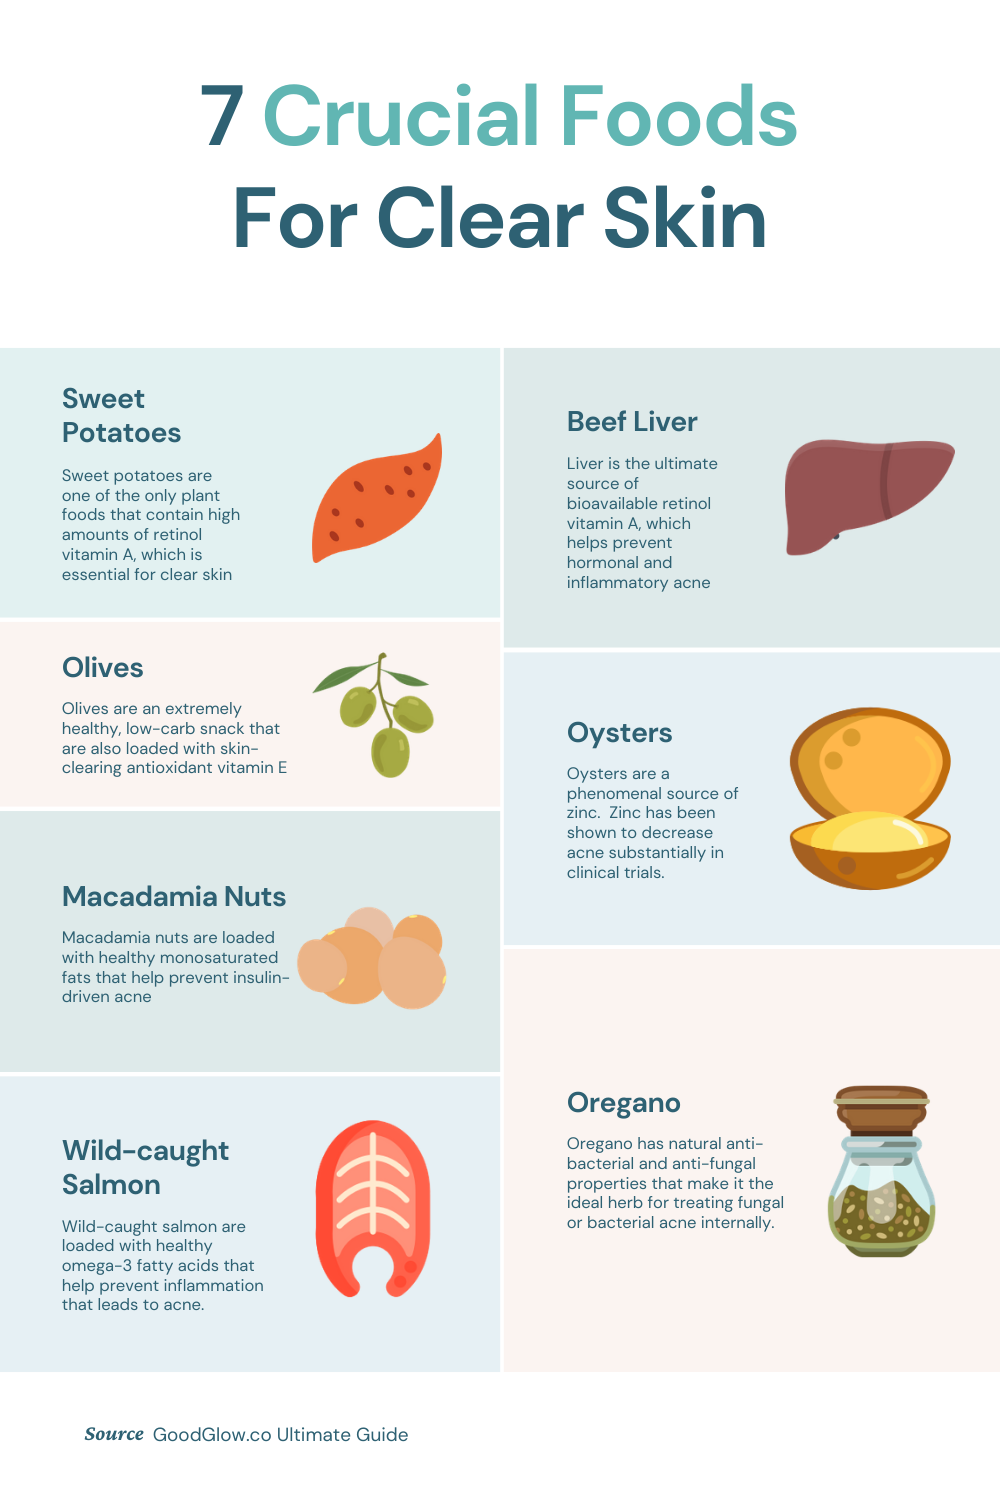 7 Crucial Foods
For Clear Skin
Sweet
Potatoes
Sweet potatoes are
one of the only plant
foods that contain high
amounts of retinol
vitamin A, which is
essential for clear skin
Olives
Olives are an extremely
healthy, low-carb snack that
are also loaded with skin-
clearing antioxidant vitamin E
Macadamia Nuts
Macadamia nuts are loaded
with healthy monosaturated
fats that help prevent insulin-
driven acne
Wild-caught
Salmon
Wild-caught salmon are
loaded with healthy
omega-3 fatty acids that
help prevent inflammation
that leads to acne.
Beef Liver
Liver is the ultimate
source of
bioavailable retinol
vitamin A, which
helps prevent
hormonal and
inflammatory acne
Oysters
Oysters are a
phenomenal source of
zinc.  Zinc has been
shown to decrease
acne substantially in
clinical trials.
Oregano
Oregano has natural anti-
bacterial and anti-fungal
properties that make it the
ideal herb for treating fungal
or bacterial acne internally.
Source GoodGlow.co Ultimate Guide